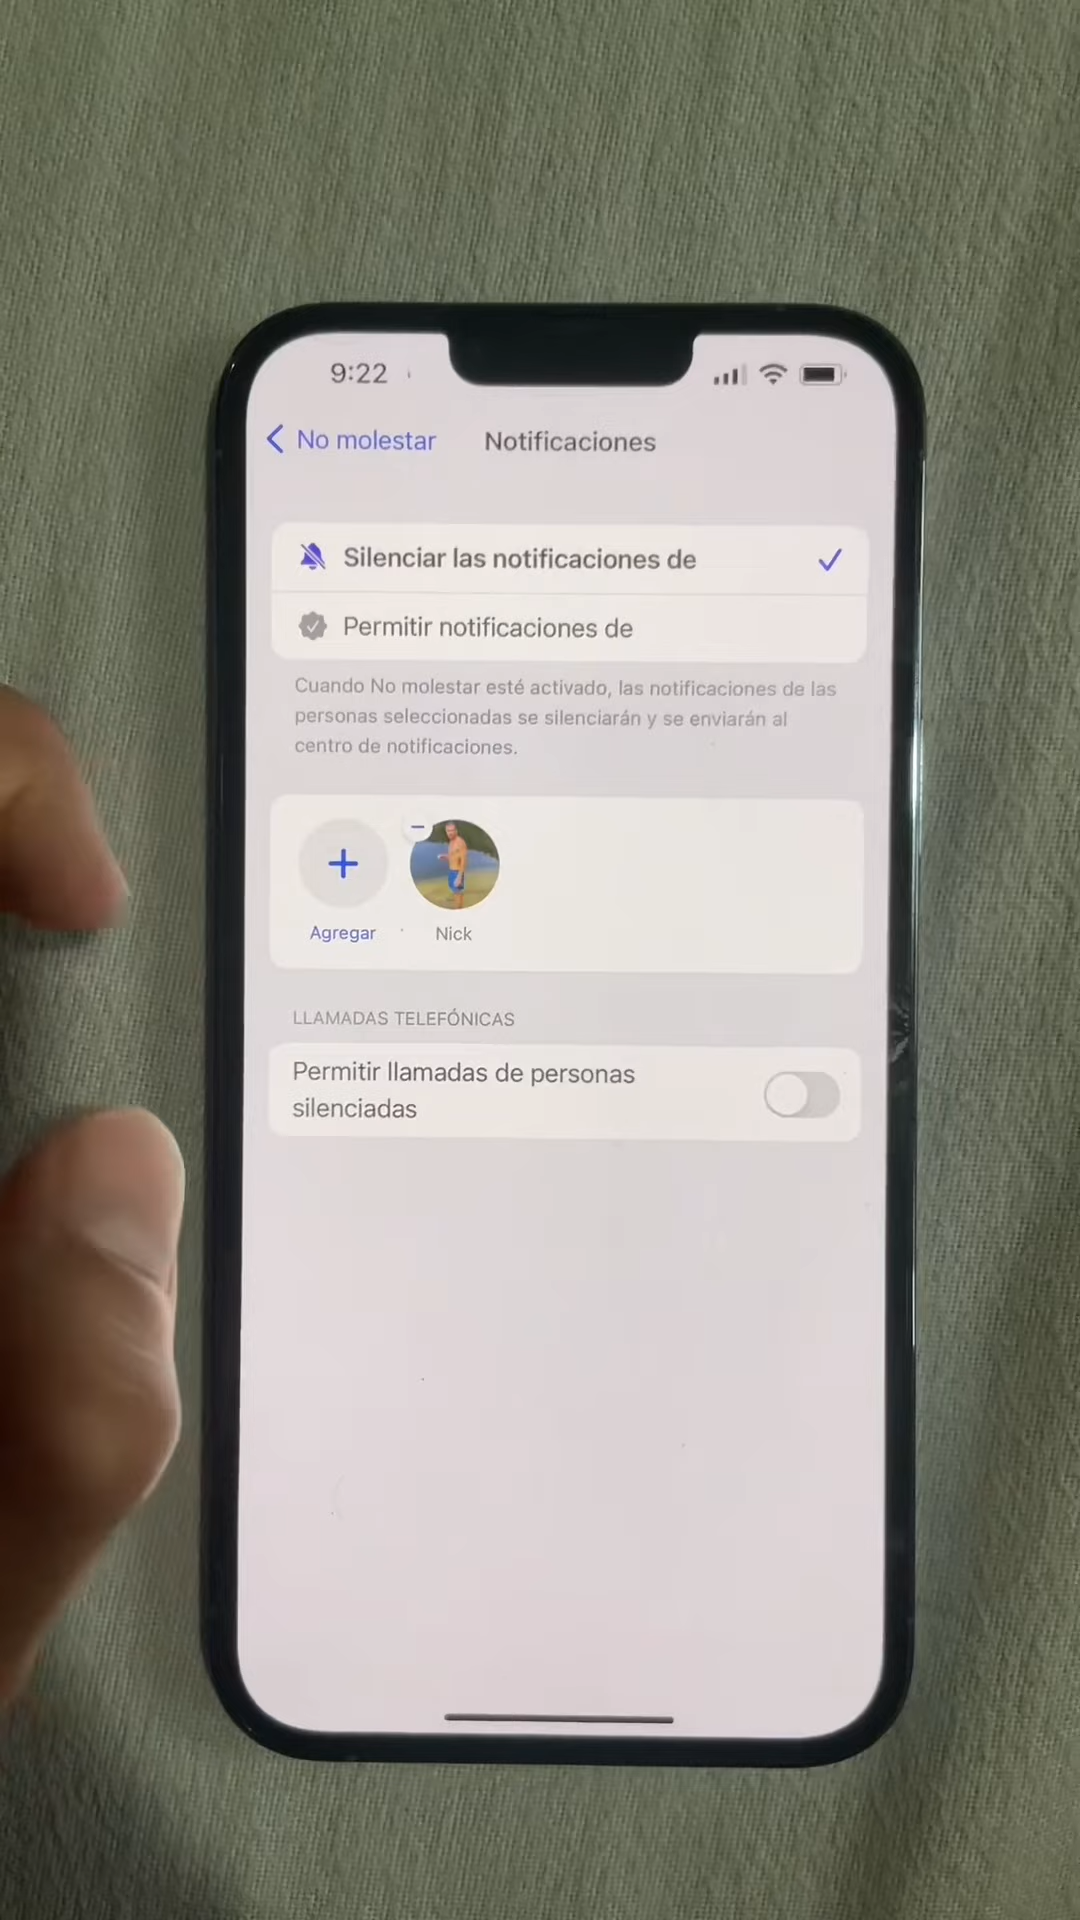 9:22
No molestar
Notificaciones
Silenciar las notificaciones de
Permitir notificaciones de
Cuando No molestar esté activado, las notificaciones de las
personas seleccionadas se silenciarán y se enviarán al
centro de notificaciones.
Agregar
Nick
LLAMADAS TELEFÓNICAS
Permitir llamadas de personas
silenciadas